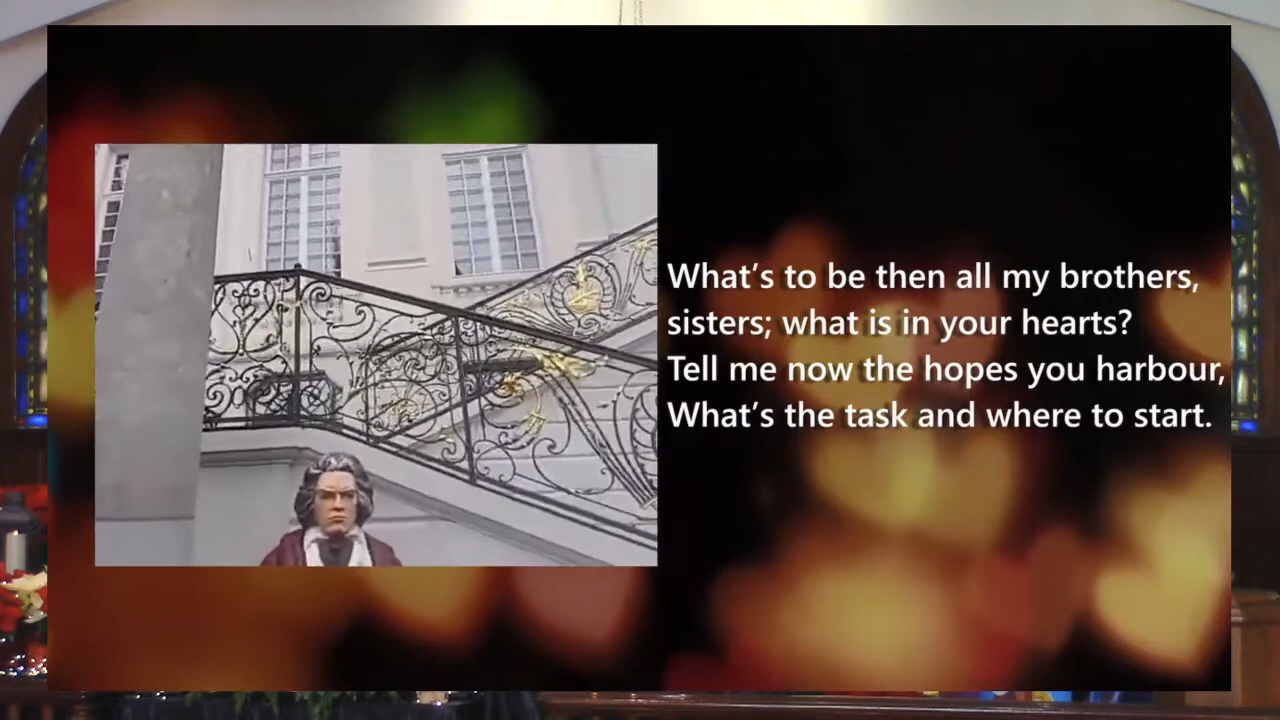 What's to be then all my brothers,
sisters; what is in your hearts?
Tell me now the hopes you harbour,
What's the task and where to start.